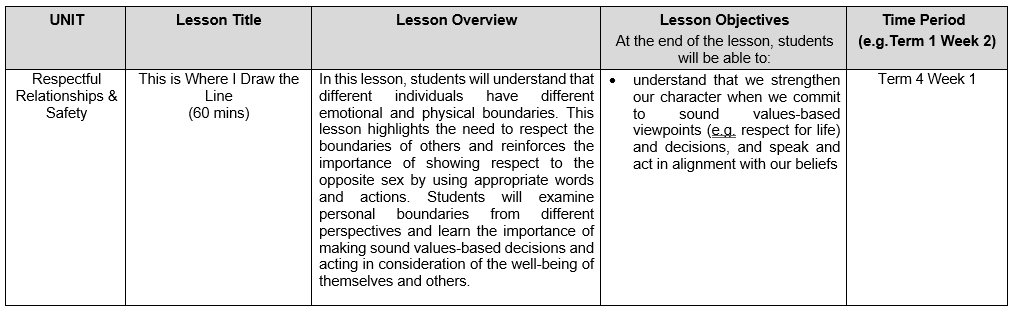 UNIT
Lesson Title
Lesson Overview
Lesson Objectives
At the end of the lesson, students
will be able to:
Time Period
(e.g.Term 1 Week 2)
Respectful
Relationships &
Safety
This is Where I Draw the
Line
(60 mins)
In this lesson, students will understand that
different individuals have different
emotional and physical boundaries. This
lesson highlights the need to respect the
boundaries of others and reinforces the
importance of showing respect to the
opposite sex by using appropriate words
and actions. Students will examine
personal boundaries from different
perspectives and learn the importance of
making sound values-based decisions and
acting in consideration of the well-being of
themselves and others.
• understand that we strengthen
our character when we commit
to sound values-based
viewpoints (e.g. respect for life)
and decisions, and speak and
act in alignment with our beliefs
Term 4 Week 1